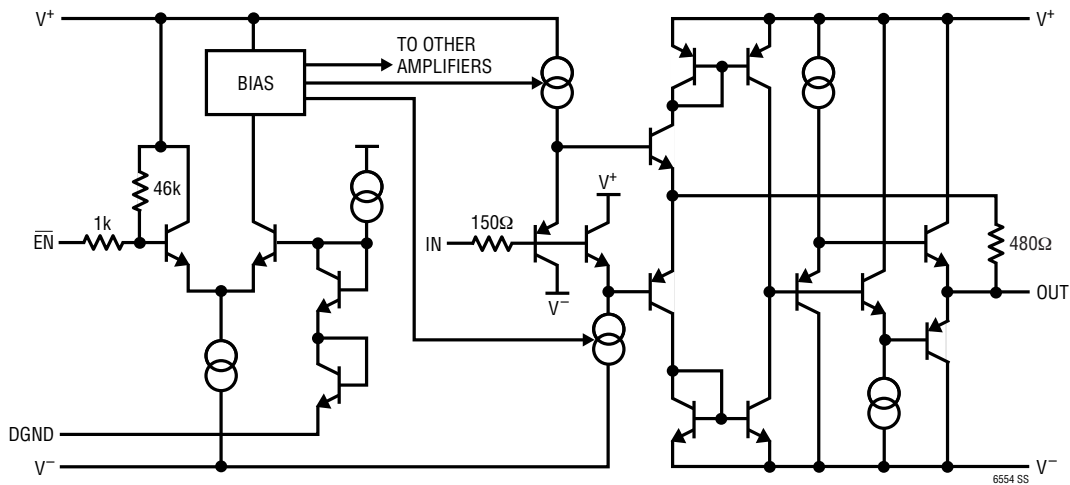 V+
V+
TO OTHER
AMPLIFIERS
BIAS
46k
V+
1k
150Ω
EN
IN
480Ω
V−
OUT
DGND
V−
V−
6554 SS